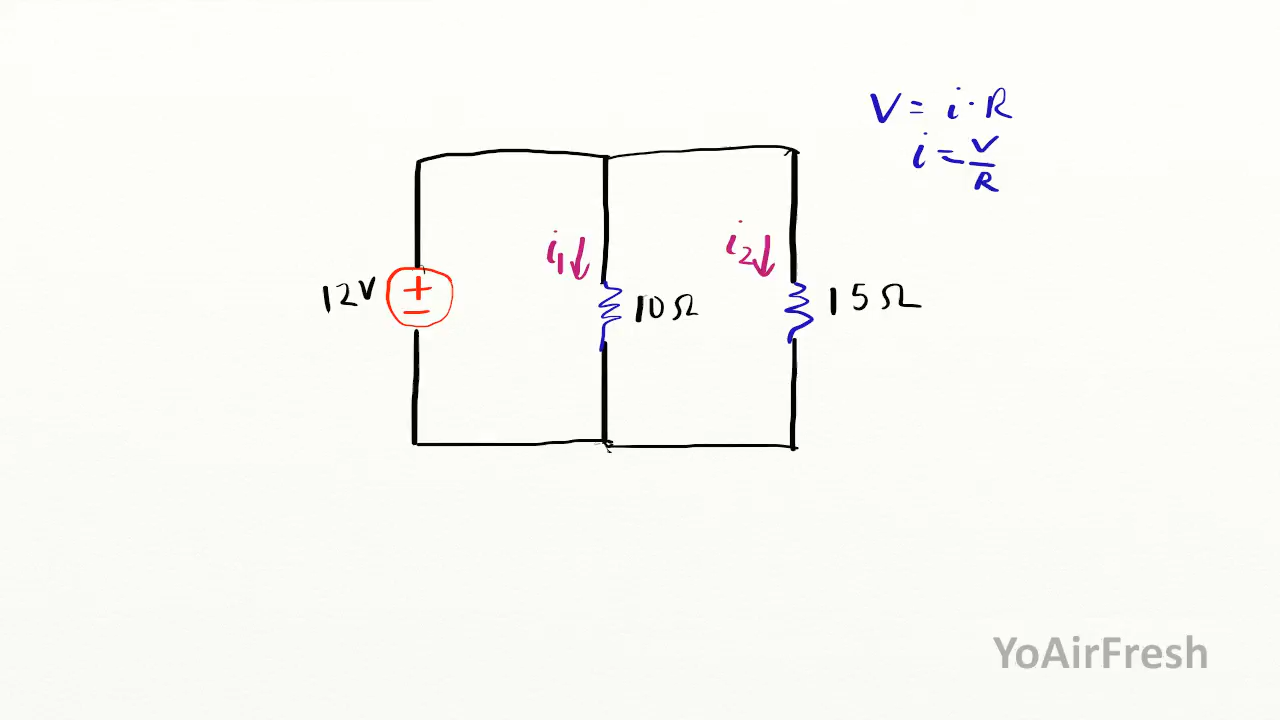 V = i · R
i = V/R
i1
i2
12V
+
−
10Ω
15Ω
YoAirFresh